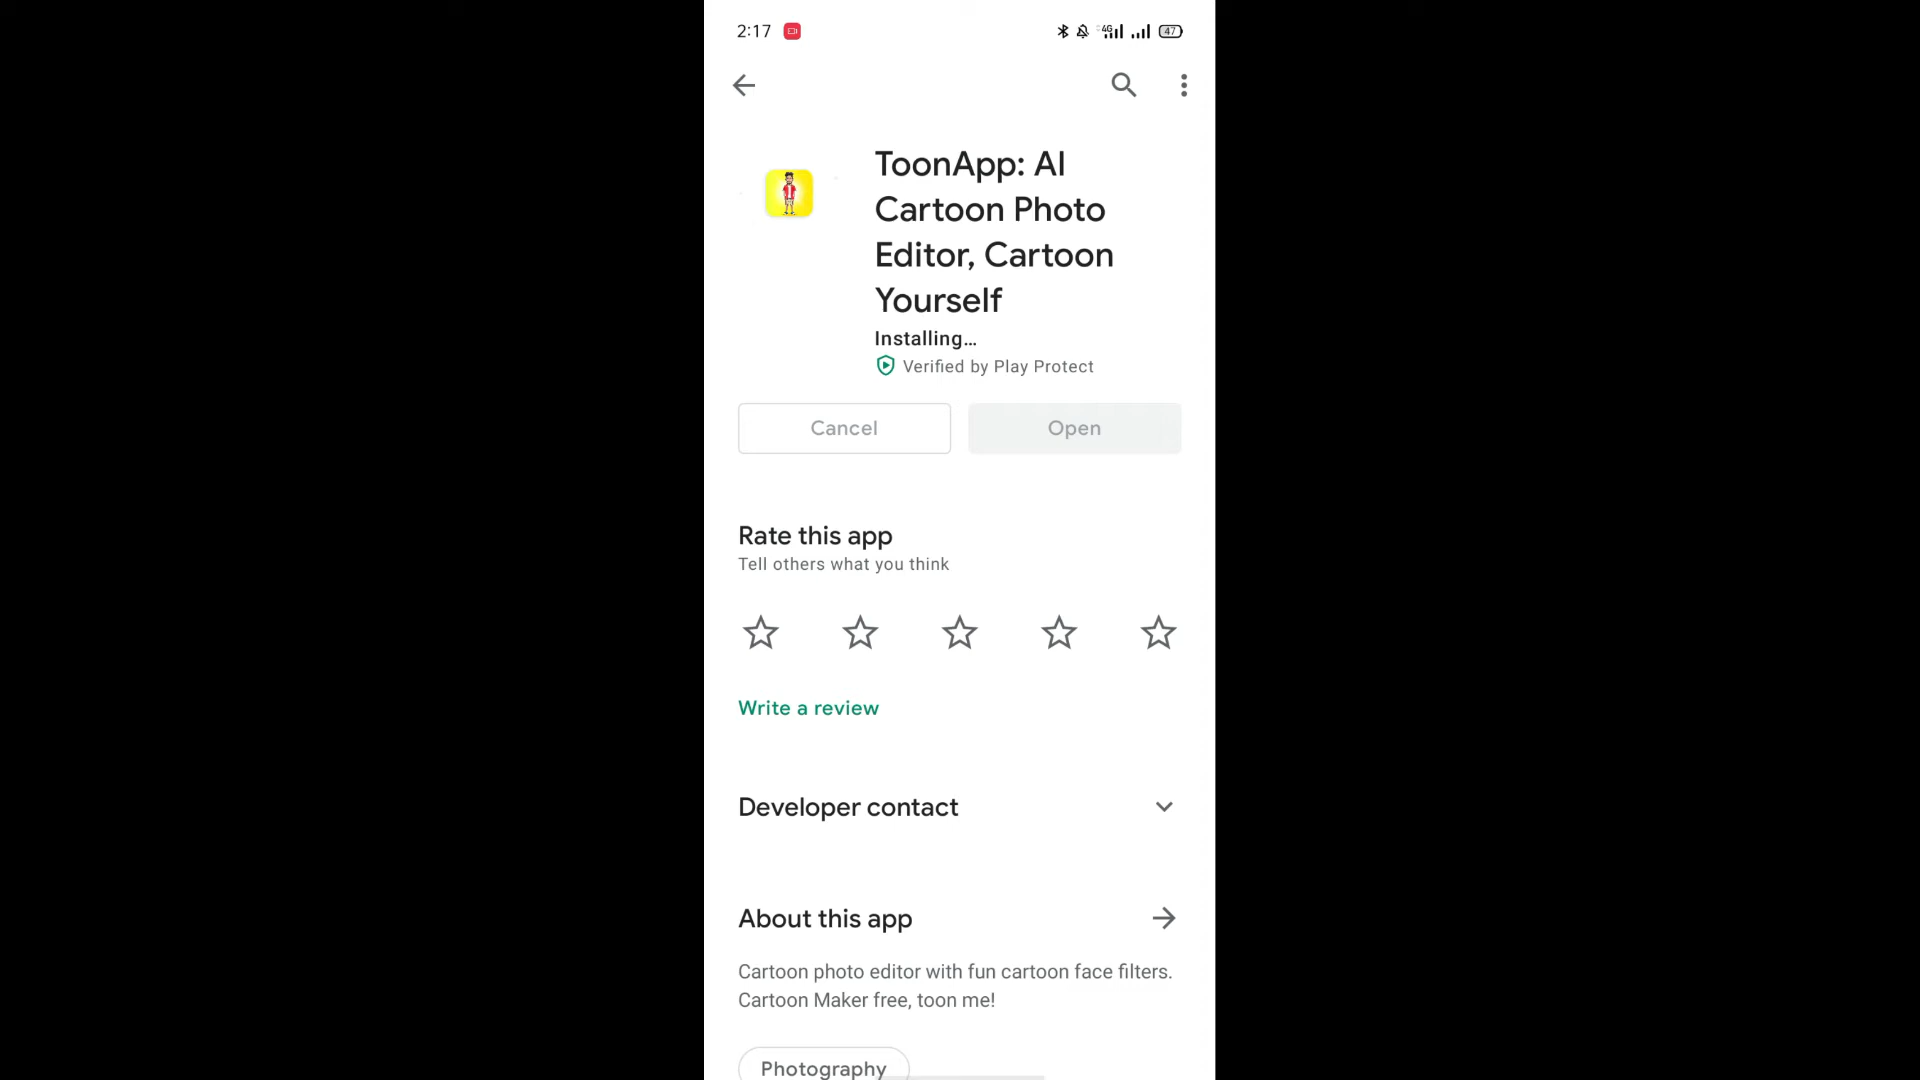 2:17
4G
47
ToonApp: AI
Cartoon Photo
Editor, Cartoon
Yourself
Installing...
Verified by Play Protect
Cancel
Open
Rate this app
Tell others what you think
Write a review
Developer contact
About this app
Cartoon photo editor with fun cartoon face filters.
Cartoon Maker free, toon me!
Photography